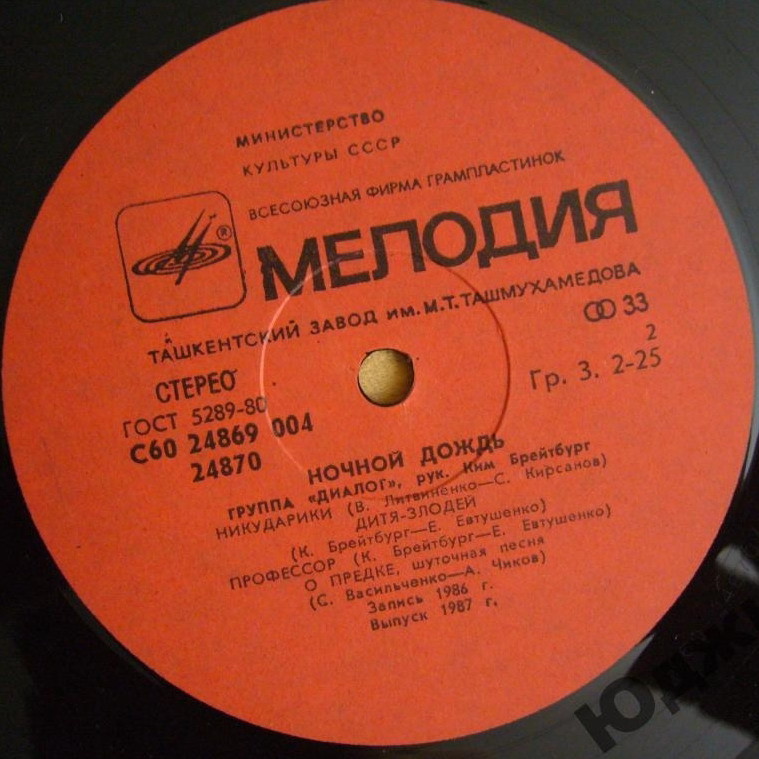 МИНИСТЕРСТВО
КУЛЬТУРЫ СССР
ВСЕСОЮЗНАЯ ФИРМА ГРАМПЛАСТИНОК
®
МЕЛОДИЯ
ТАШКЕНТСКИЙ ЗАВОД им. М.Т.ТАШМУХАМЕДОВА
СТЕРЕО
33
ГОСТ 5289-80
2
С60 24869 004
Гр. 3. 2-25
24870
НОЧНОЙ ДОЖДЬ
ГРУППА «ДИАЛОГ», рук. Ким Брейтбург
НИКУДАРИКИ (В. Литвиненко—С. Кирсанов)
ДИТЯ-ЗЛОДЕЙ
(К. Брейтбург—Е. Евтушенко)
ПРОФЕССОР (К. Брейтбург—Е. Евтушенко)
О ПРЕДКЕ, шуточная песня
(С. Васильченко—А. Чиков)
Запись 1986 г.
Выпуск 1987 г.